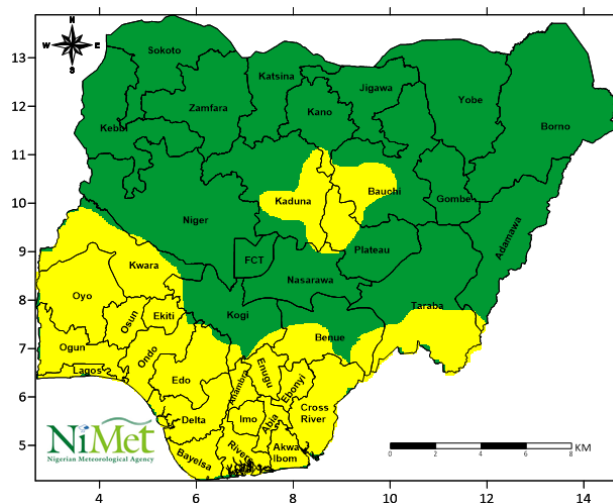 N
W E
S
13
12
11
10
9
8
7
6
5
4 6 8 10 12 14
Sokoto
Katsina
Jigawa
Yobe
Zamfara
Kano
Kebbi
Borno
Kaduna
Bauchi
Gombe
Niger
Adamawa
FCT
Plateau
Kwara
Nasarawa
Oyo
Taraba
Osun
Ekiti
Kogi
Benue
Ogun
Ondo
Lagos
Edo
Anambra
Enugu
Ebonyi
Cross
River
Delta
Imo
Abia
Bayelsa
Rivers
Akwa
Ibom
NiMet
Nigerian Meteorological Agency
KM
0 2 4 6 8